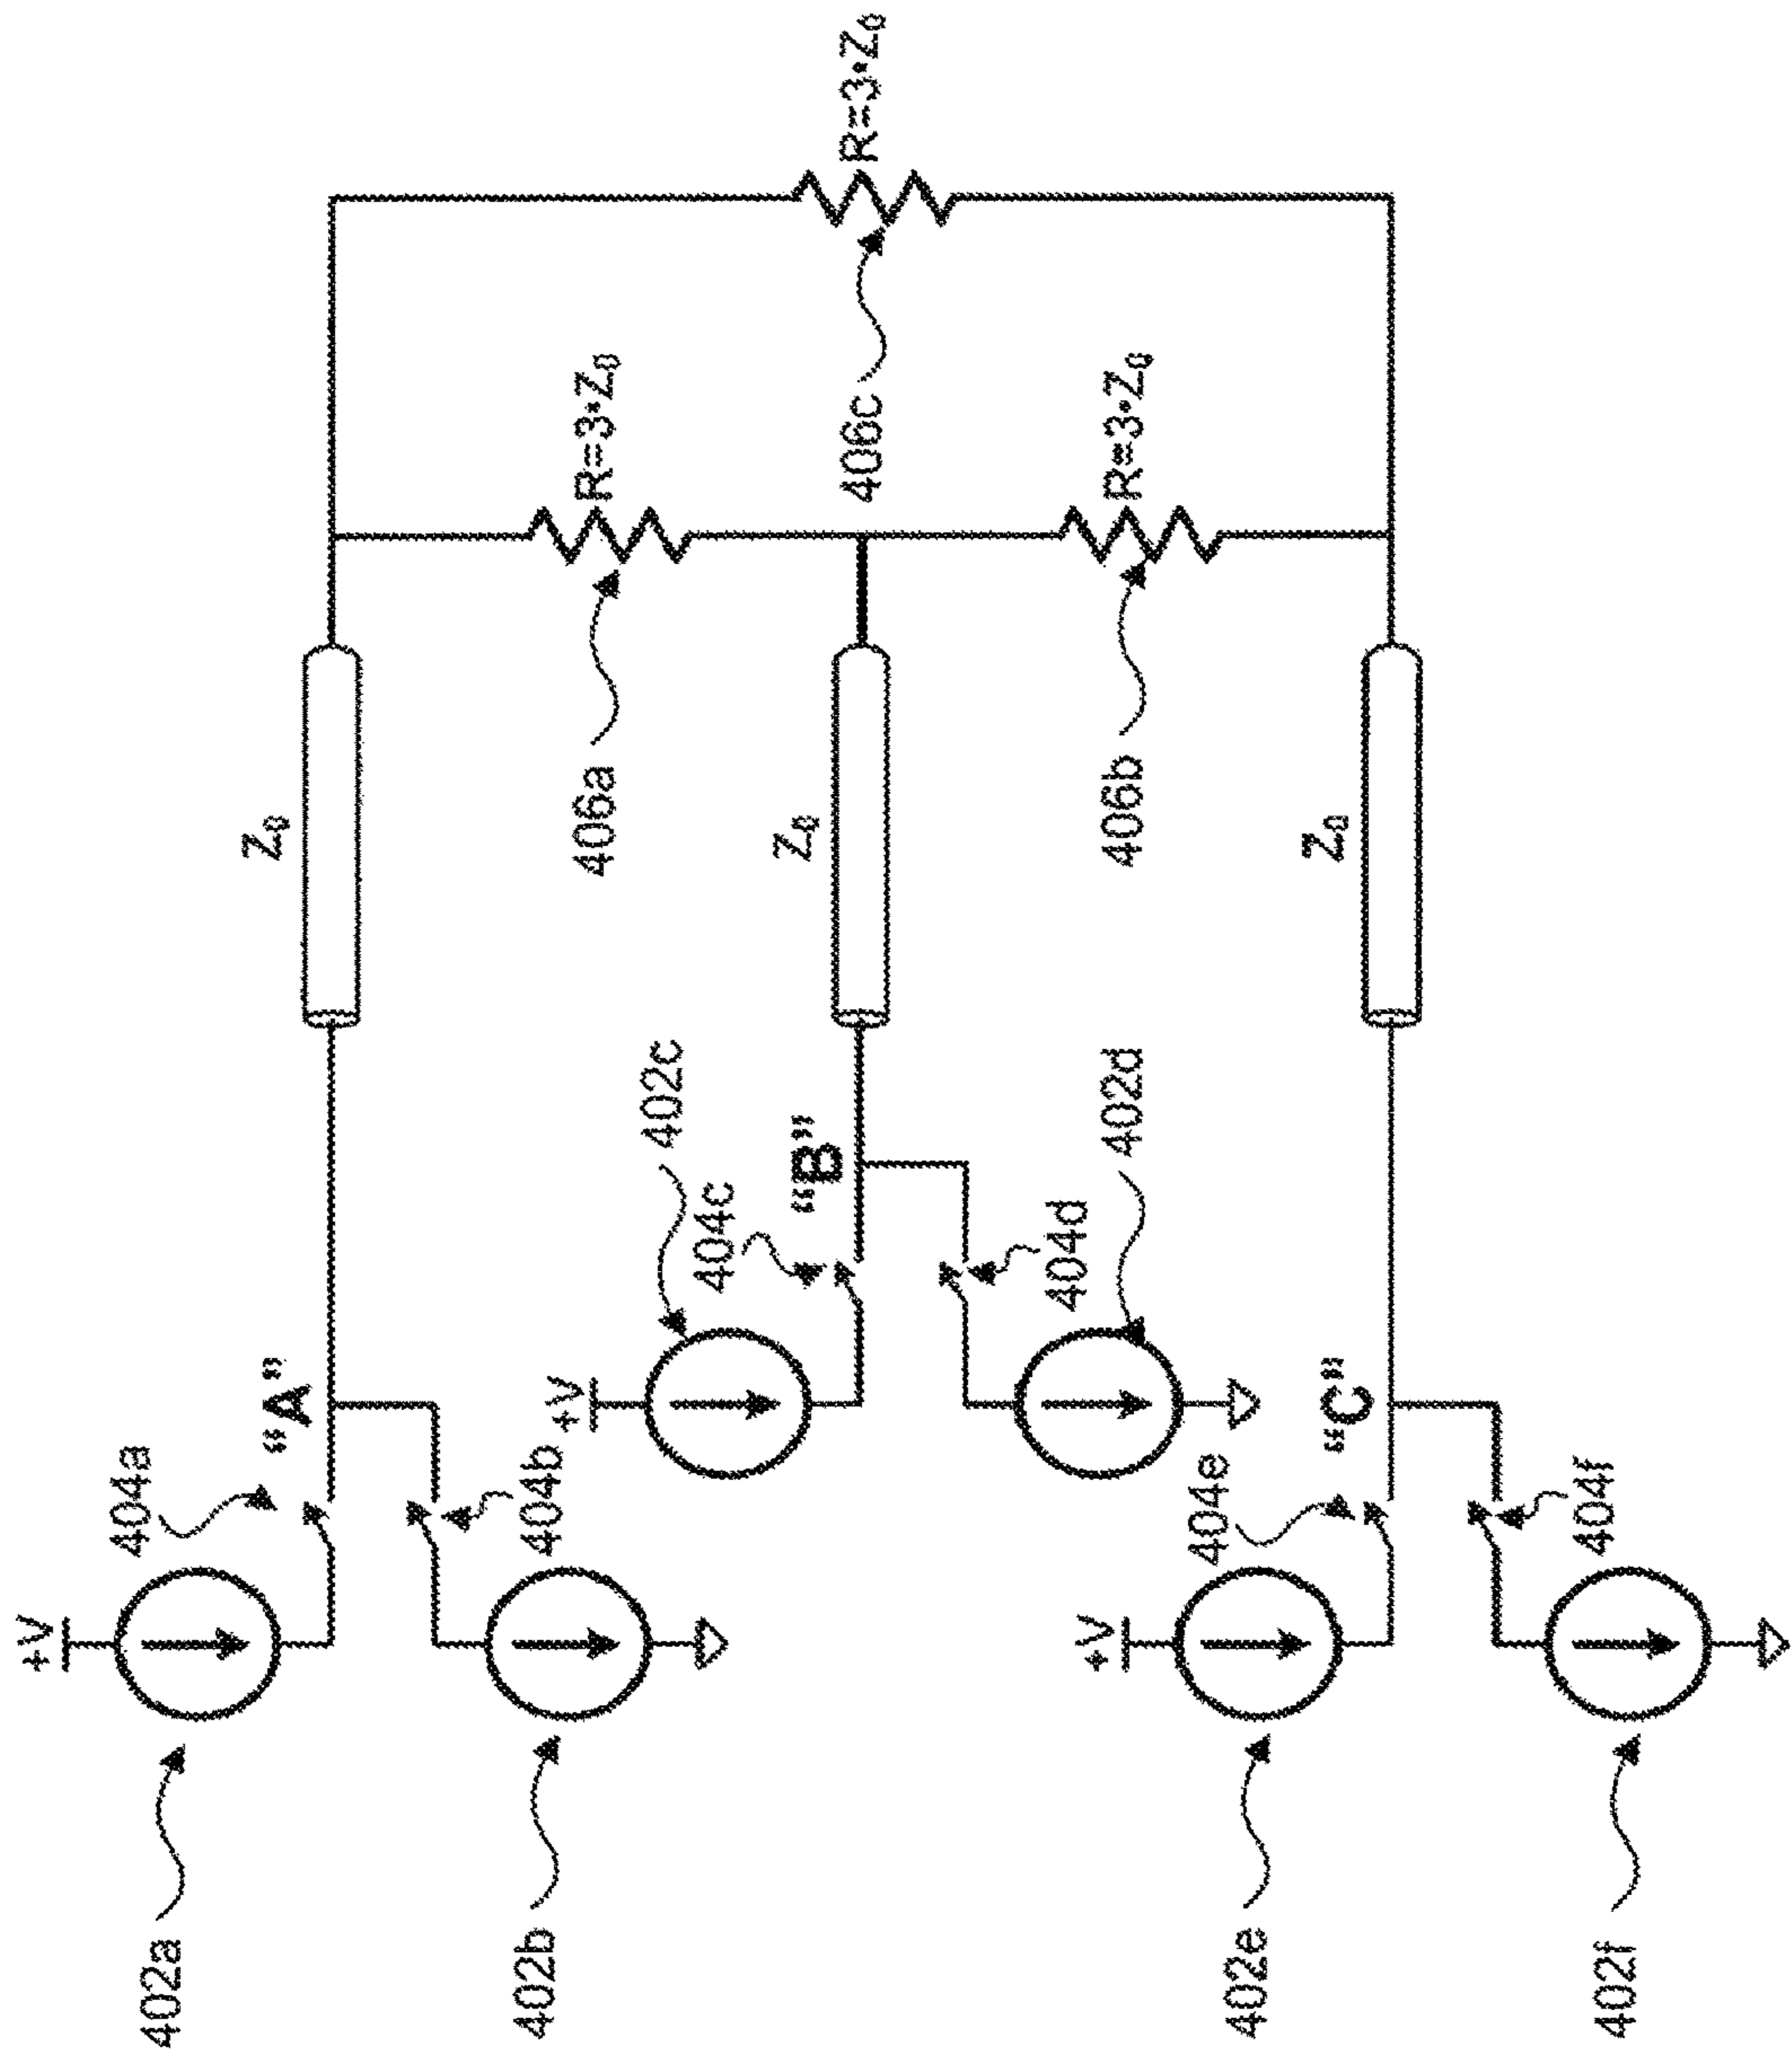 +V
404a
402a
“A”
Z₀
402b
404b
+V
406a
R=3•Z₀
402c
404c
“B”
Z₀
406c
R=3•Z₀
404d
+V
402d
406b
R=3•Z₀
404e
402e
“C”
Z₀
404f
402f